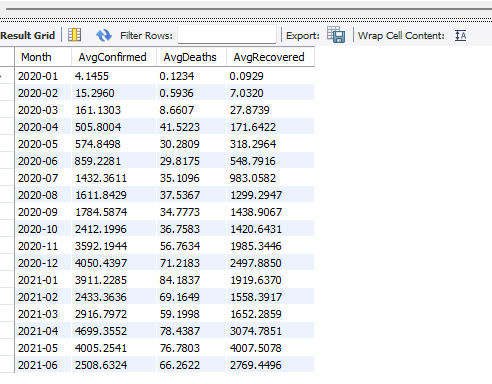 Result Grid Filter Rows: Export: Wrap Cell Content: IA
Month AvgConfirmed AvgDeaths AvgRecovered
2020-01 4.1455 0.1234 0.0929
2020-02 15.2960 0.5936 7.0320
2020-03 161.1303 8.6607 27.8739
2020-04 505.8004 41.5223 171.6422
2020-05 574.8498 30.2809 318.2964
2020-06 859.2281 29.8175 548.7916
2020-07 1432.3611 35.1096 983.0582
2020-08 1611.8429 37.5367 1299.2947
2020-09 1784.5874 34.7773 1438.9067
2020-10 2412.1996 36.7583 1420.6431
2020-11 3592.1944 56.7634 1985.3446
2020-12 4050.4397 71.2183 2497.8850
2021-01 3911.2285 84.1837 1919.6370
2021-02 2433.3636 69.1649 1558.3917
2021-03 2916.7972 59.1998 1652.2859
2021-04 4699.3552 78.4387 3074.7851
2021-05 4005.2541 76.7803 4007.5078
2021-06 2508.6324 66.2622 2769.4496